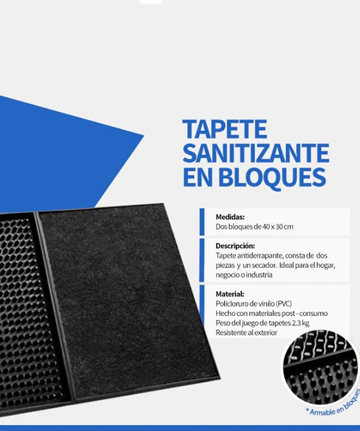 TAPETE
SANITIZANTE
EN BLOQUES
Medidas:
Dos bloques de 40 x 30 cm
Descripción:
Tapete antiderrapante, consta de dos
piezas y un secador. Ideal para el hogar,
negocio o industria
Material:
Policloruro de vinilo (PVC)
Hecho con materiales post - consumo
Peso del juego de tapetes 2.3 kg
Resistente al exterior
* Armable en bloques